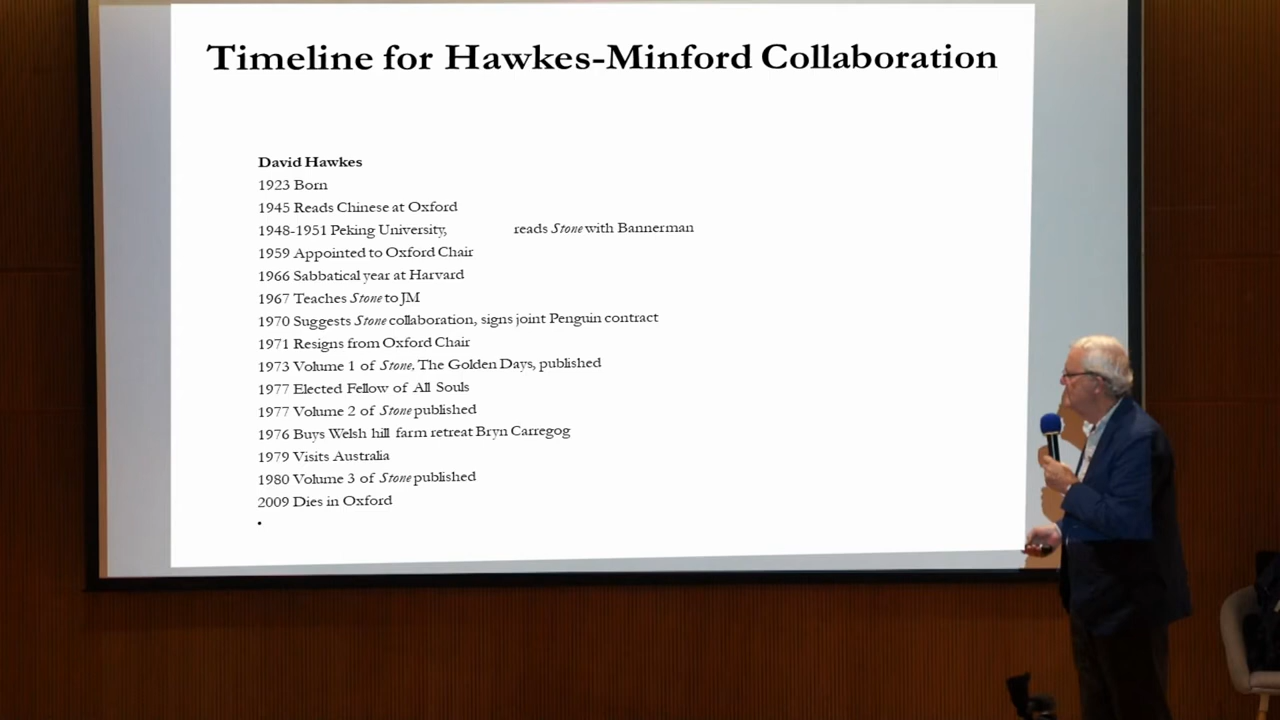 Timeline for Hawkes-Minford Collaboration
David Hawkes
1923 Born
1945 Reads Chinese at Oxford
1948-1951 Peking University, reads Stone with Bannerman
1959 Appointed to Oxford Chair
1966 Sabbatical year at Harvard
1967 Teaches Stone to JM
1970 Suggests Stone collaboration, signs joint Penguin contract
1971 Resigns from Oxford Chair
1973 Volume 1 of Stone. The Golden Days, published
1977 Elected Fellow of All Souls
1977 Volume 2 of Stone published
1976 Buys Welsh hill farm retreat Bryn Carregog
1979 Visits Australia
1980 Volume 3 of Stone published
2009 Dies in Oxford
•